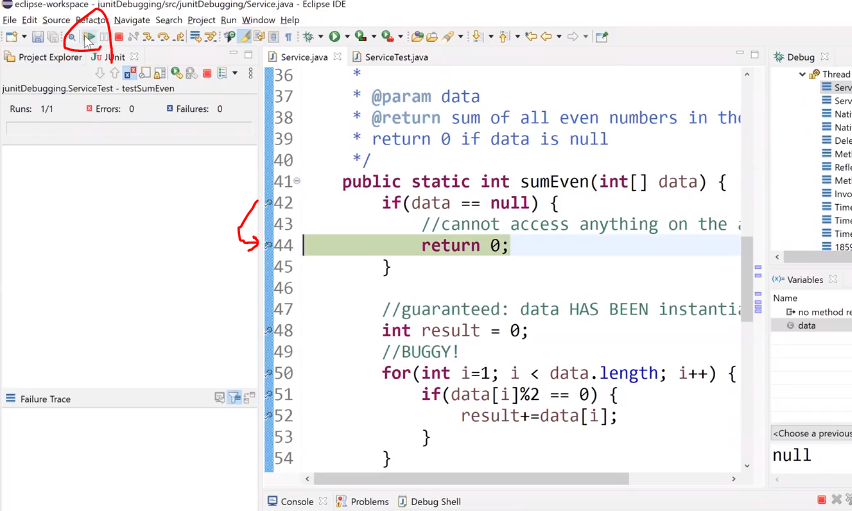 eclipse-workspace - junitDebugging/src/junitDebugging/Service.java - Eclipse IDE
File Edit Source Refactor Navigate Search Project Run Window Help
Project Explorer JUnit
junitDebugging.ServiceTest - testSumEven
Runs: 1/1 Errors: 0 Failures: 0
Failure Trace
Service.java ServiceTest.java
36 *
37 * @param data
38 * @return sum of all even numbers in the
39 * return 0 if data is null
40 */
41 public static int sumEven(int[] data) {
42 if(data == null) {
43 //cannot access anything on the a
44 return 0;
45 }
46
47 //guaranteed: data HAS BEEN instantia
48 int result = 0;
49 //BUGGY!
50 for(int i=1; i < data.length; i++) {
51 if(data[i]%2 == 0) {
52 result+=data[i];
53 }
54 }
Console Problems Debug Shell
Debug
Thread
Serv
Serv
Nati
Nati
Dele
Met
Refle
Met
Invo
Time
Time
Time
1859
Variables
Name
no method re
data
<Choose a previous
null